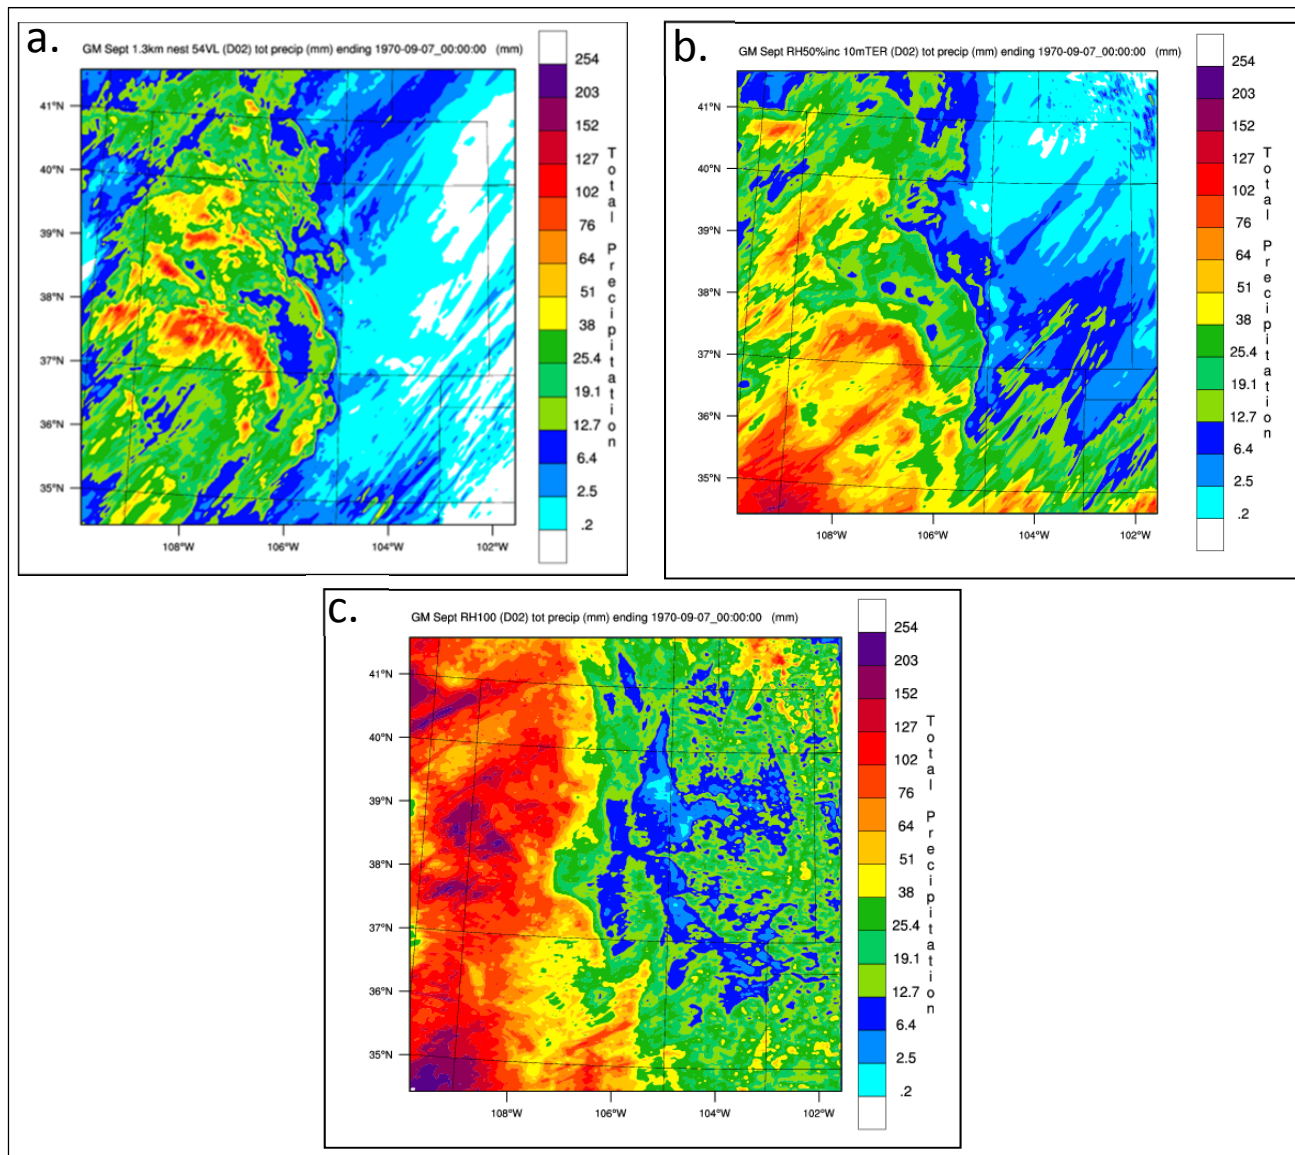 a.
GM Sept 1.3km nest 54VL (D02) tot precip (mm) ending 1970-09-07_00:00:00 (mm)
41°N
40°N
39°N
38°N
37°N
36°N
35°N
108°W
106°W
104°W
102°W
254
203
152
127
102
76
64
51
38
25.4
19.1
12.7
6.4
2.5
.2
Total Precipitation
b.
GM Sept RH50%inc 10mTER (D02) tot precip (mm) ending 1970-09-07_00:00:00 (mm)
41°N
40°N
39°N
38°N
37°N
36°N
35°N
108°W
106°W
104°W
102°W
254
203
152
127
102
76
64
51
38
25.4
19.1
12.7
6.4
2.5
.2
Total Precipitation
c.
GM Sept RH100 (D02) tot precip (mm) ending 1970-09-07_00:00:00 (mm)
41°N
40°N
39°N
38°N
37°N
36°N
35°N
108°W
106°W
104°W
102°W
254
203
152
127
102
76
64
51
38
25.4
19.1
12.7
6.4
2.5
.2
Total Precipitation